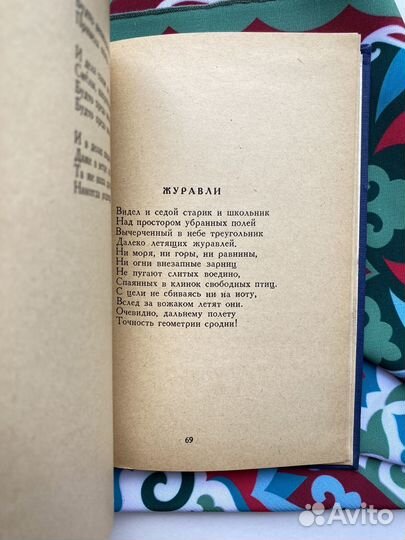 ЖУРАВЛИ
Видел и седой старик и школьник
Над простором убранных полей
Вычерченный в небе треугольник
Далеко летящих журавлей.
Ни моря, ни горы, ни равнины,
Ни огни внезапные зарниц
Не пугают слитых воедино,
Спаянных в клинок свободных птиц.
С цели не сбиваясь ни на йоту,
Вслед за вожаком летят они.
Очевидно, дальнему полету
Точность геометрии сродни!
69
Avito